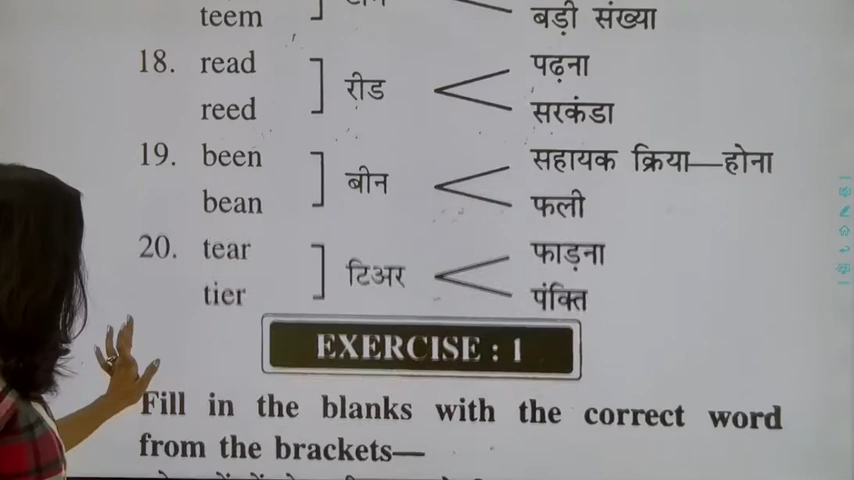 teem बड़ी संख्या
18. read रीड पढ़ना
reed सरकंडा
19. been बीन सहायक क्रिया—होना
bean फली
20. tear टिअर फाड़ना
tier पंक्ति
EXERCISE : 1
Fill in the blanks with the correct word
from the brackets—